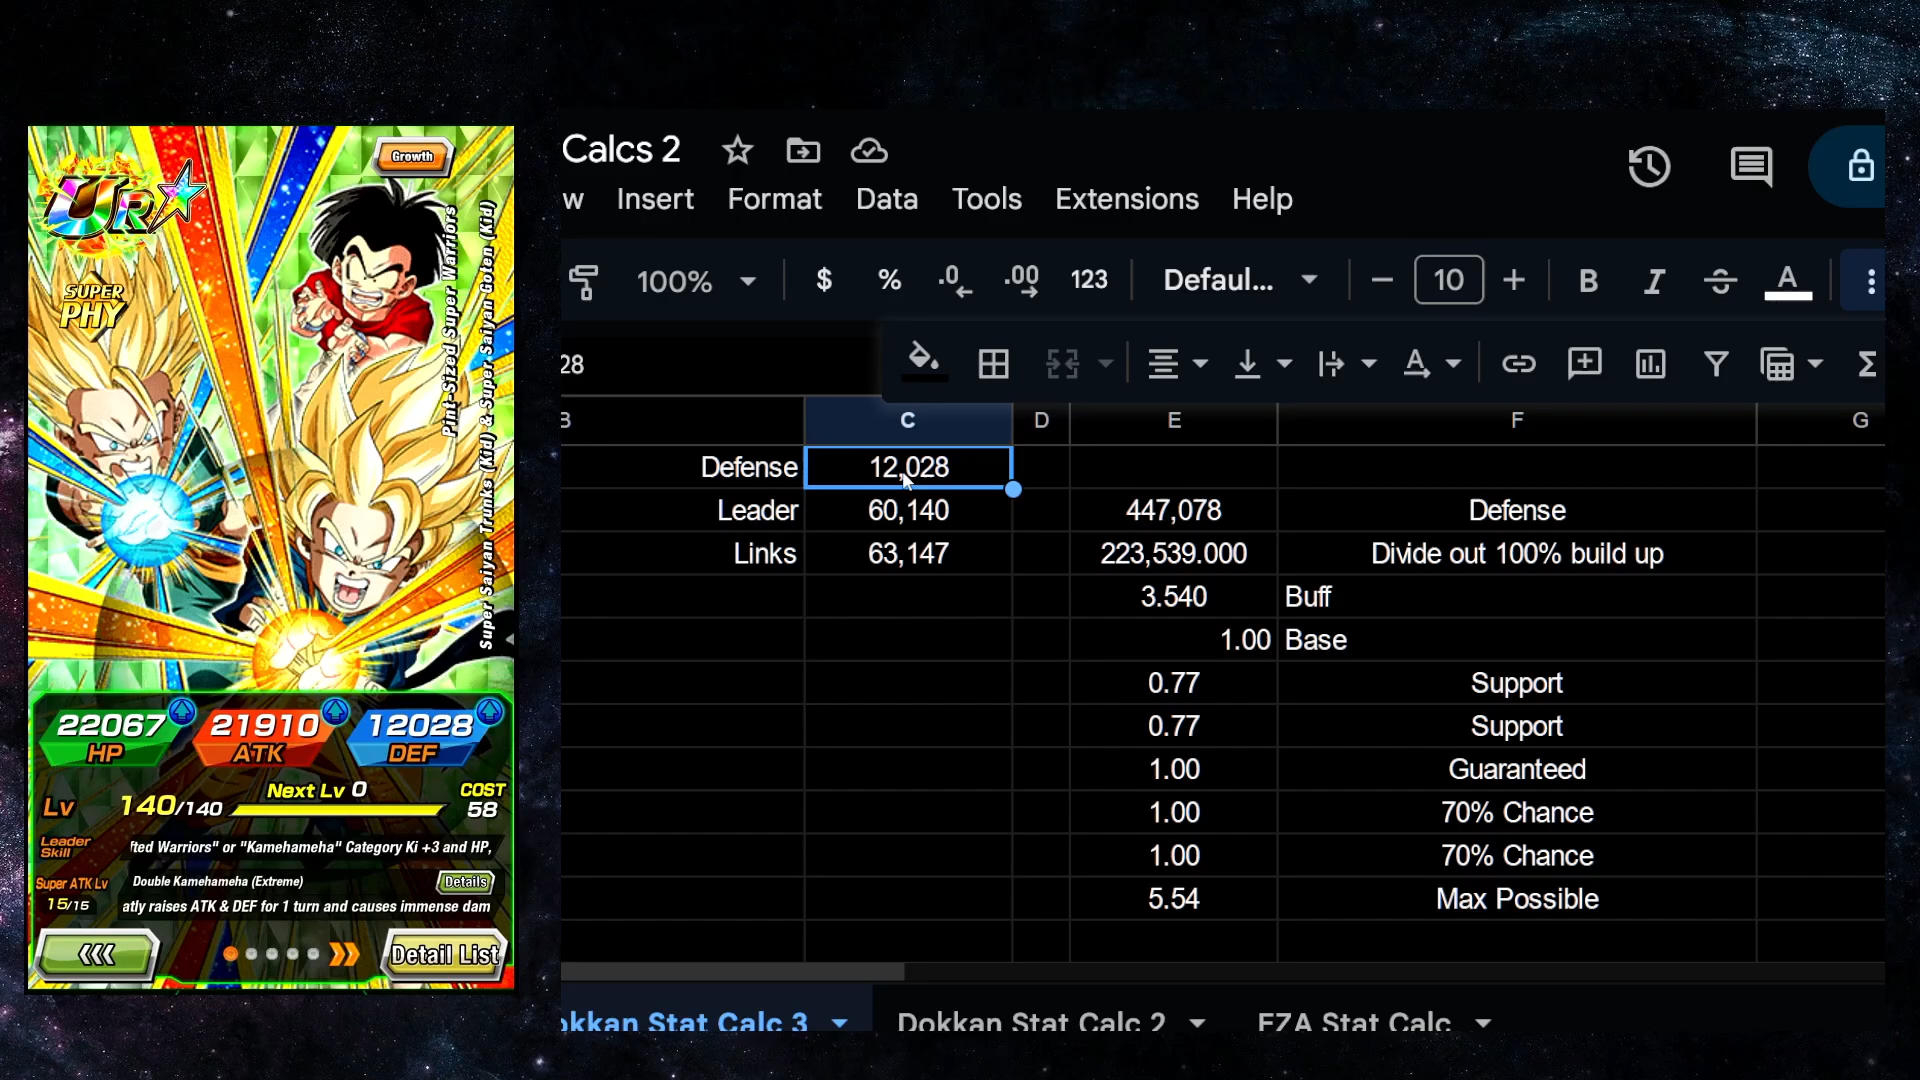 Growth
UR
SUPER
PHY
Pint-Sized Super Warriors
Super Saiyan Trunks (Kid) & Super Saiyan Goten (Kid)
22067
HP
21910
ATK
12028
DEF
Lv 140/140
Next Lv 0
COST
58
Leader
Skill
fted Warriors" or "Kamehameha" Category Ki +3 and HP,
Super ATK Lv
15/15
Double Kamehameha (Extreme)
Details
atly raises ATK & DEF for 1 turn and causes immense dam
Detail List
Calcs 2
w Insert Format Data Tools Extensions Help
100% $ % .0 .00 123 Defaul... 10 B I S A
28
B C D E F G
Defense 12,028
Leader 60,140 447,078 Defense
Links 63,147 223,539.000 Divide out 100% build up
3.540 Buff
1.00 Base
0.77 Support
0.77 Support
1.00 Guaranteed
1.00 70% Chance
1.00 70% Chance
5.54 Max Possible
okkan Stat Calc 3 Dokkan Stat Calc 2 EZA Stat Calc